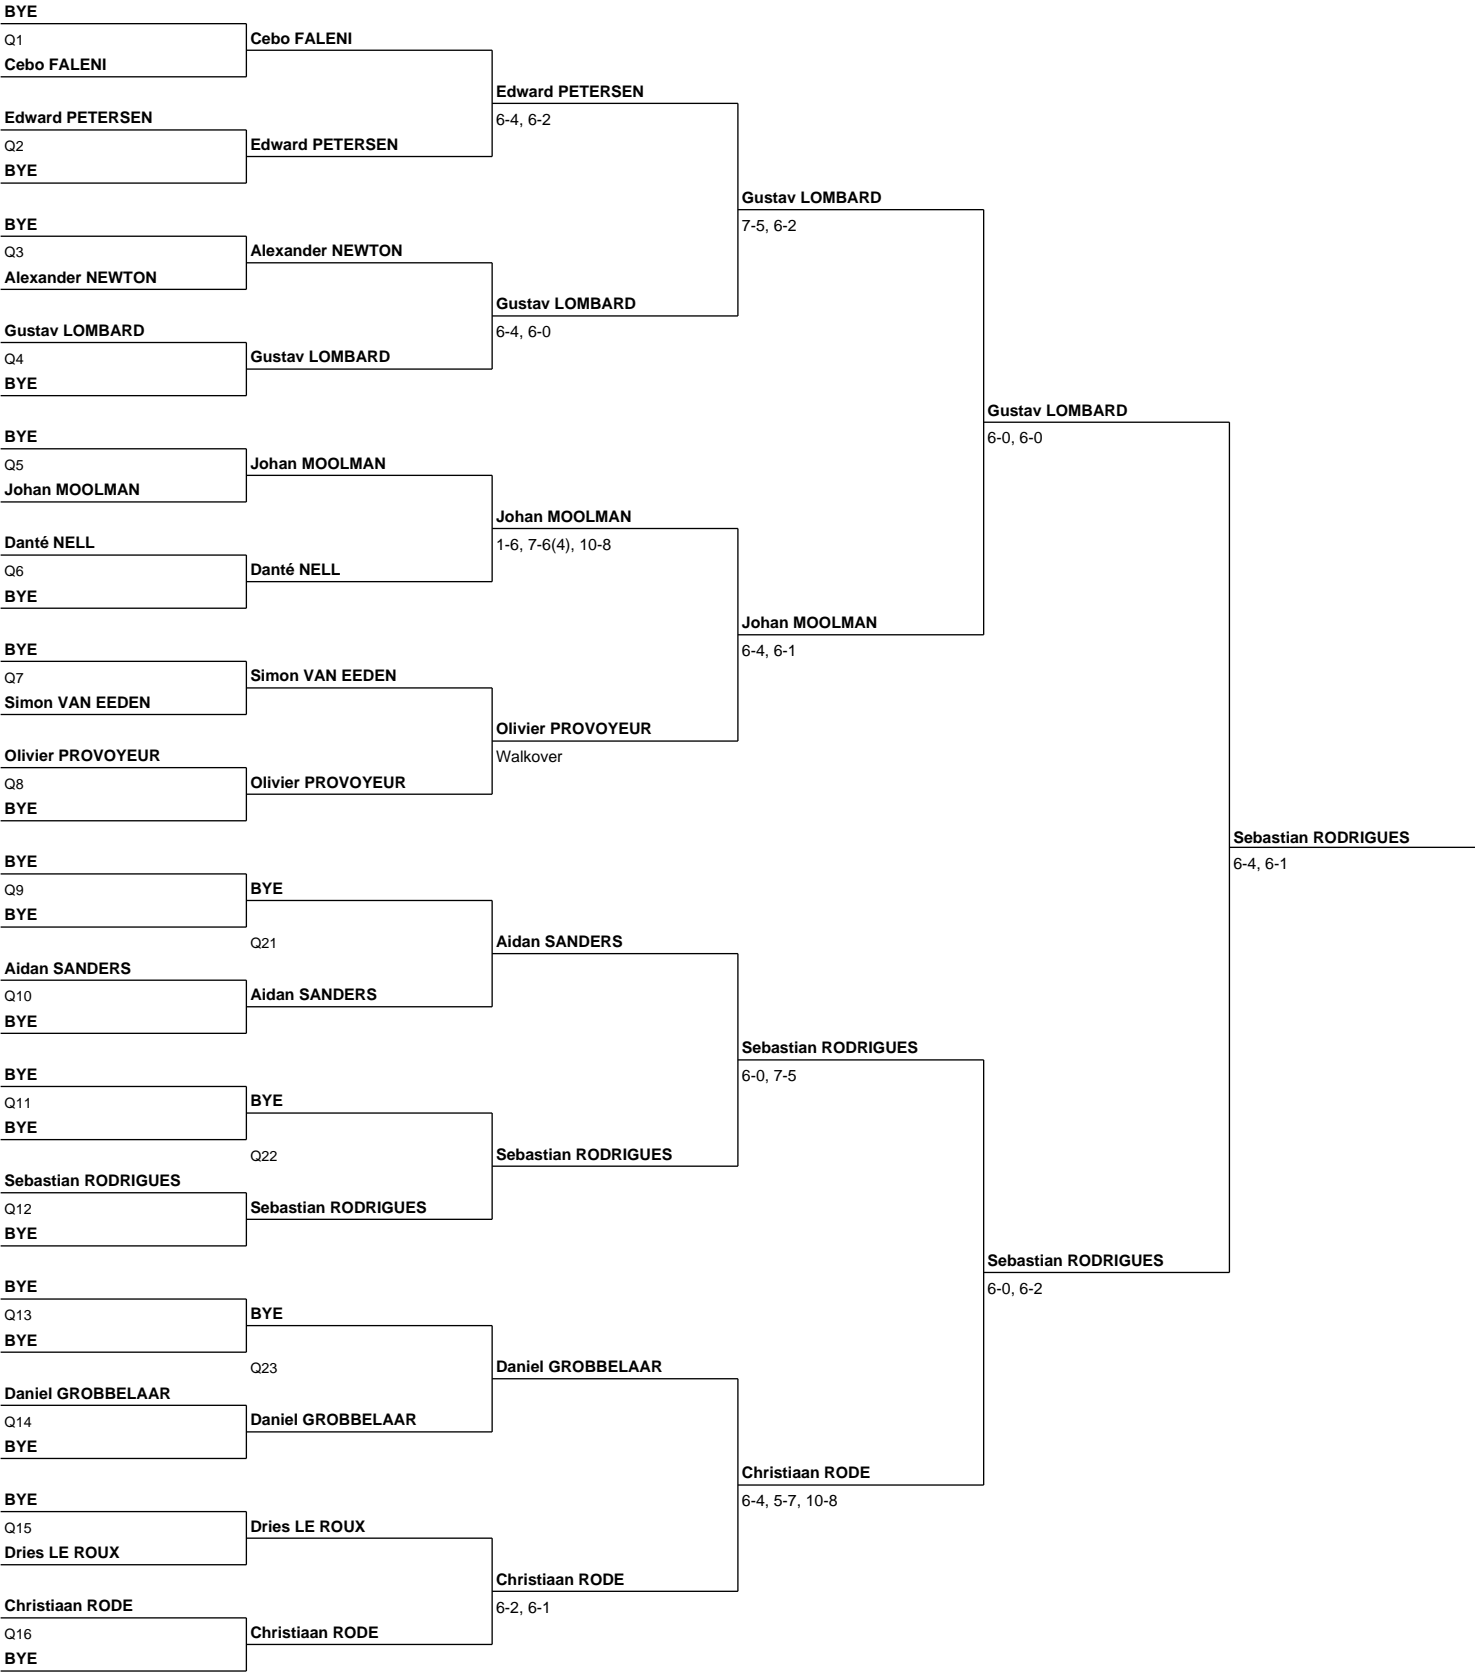 BYE
Q1
Cebo FALENI
Cebo FALENI
Edward PETERSEN
6-4, 6-2
Edward PETERSEN
Q2
BYE
Edward PETERSEN
Gustav LOMBARD
7-5, 6-2
BYE
Q3
Alexander NEWTON
Alexander NEWTON
Gustav LOMBARD
6-4, 6-0
Gustav LOMBARD
Q4
BYE
Gustav LOMBARD
Gustav LOMBARD
6-0, 6-0
BYE
Q5
Johan MOOLMAN
Johan MOOLMAN
Johan MOOLMAN
1-6, 7-6(4), 10-8
Danté NELL
Q6
BYE
Danté NELL
Johan MOOLMAN
6-4, 6-1
BYE
Q7
Simon VAN EEDEN
Simon VAN EEDEN
Olivier PROVOYEUR
Walkover
Olivier PROVOYEUR
Q8
BYE
Olivier PROVOYEUR
Sebastian RODRIGUES
6-4, 6-1
BYE
Q9
BYE
BYE
Q21
Aidan SANDERS
Aidan SANDERS
Q10
BYE
Aidan SANDERS
Sebastian RODRIGUES
6-0, 7-5
BYE
Q11
BYE
BYE
Q22
Sebastian RODRIGUES
Sebastian RODRIGUES
Q12
BYE
Sebastian RODRIGUES
Sebastian RODRIGUES
6-0, 6-2
BYE
Q13
BYE
BYE
Q23
Daniel GROBBELAAR
Daniel GROBBELAAR
Q14
BYE
Daniel GROBBELAAR
Christiaan RODE
6-4, 5-7, 10-8
BYE
Q15
Dries LE ROUX
Dries LE ROUX
Christiaan RODE
6-2, 6-1
Christiaan RODE
Q16
BYE
Christiaan RODE